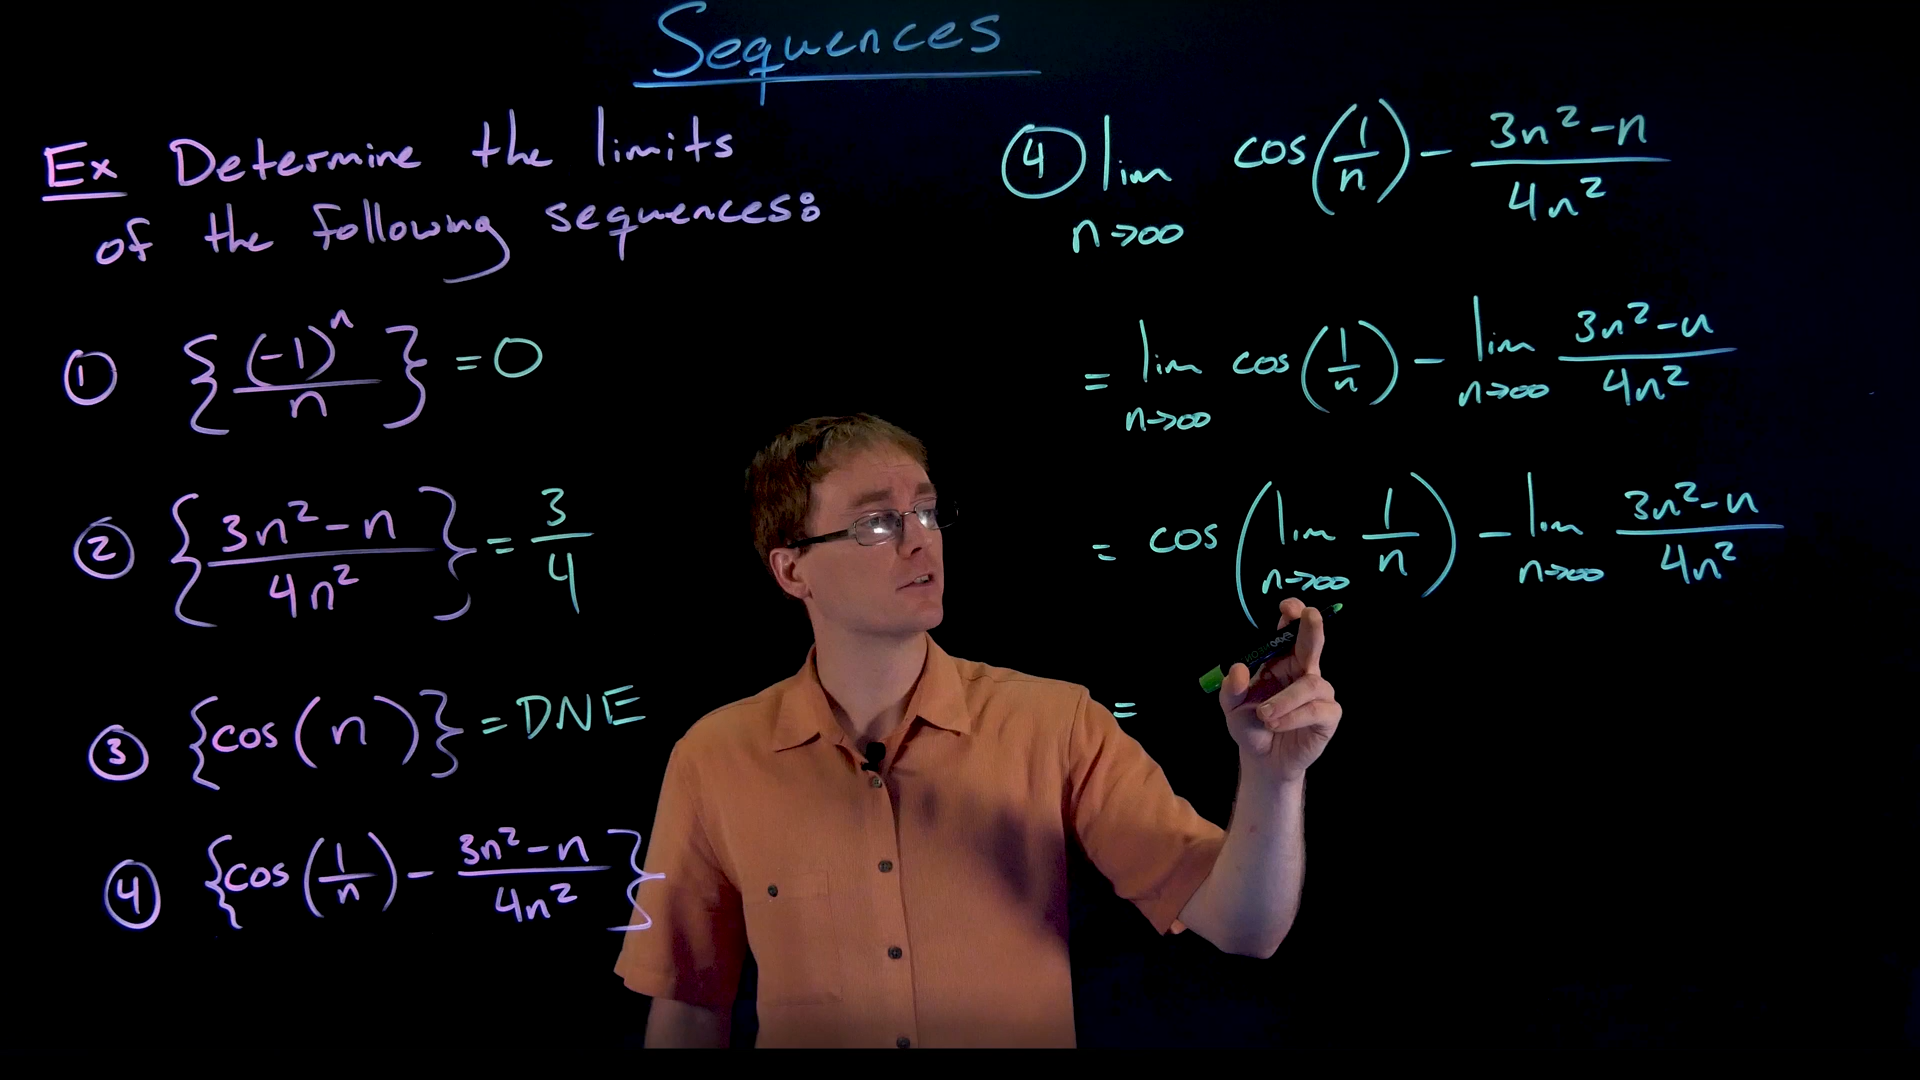 Sequences
Ex Determine the limits
of the following sequences:
① {(-1)^n / n} = 0
② {(3n² - n) / 4n²} = 3/4
③ {cos(n)} = DNE
④ {cos(1/n) - (3n² - n) / 4n²}
④ lim n→∞ cos(1/n) - (3n² - n) / 4n²
= lim n→∞ cos(1/n) - lim n→∞ (3n² - n) / 4n²
= cos(lim n→∞ 1/n) - lim n→∞ (3n² - n) / 4n²
=
EXPO